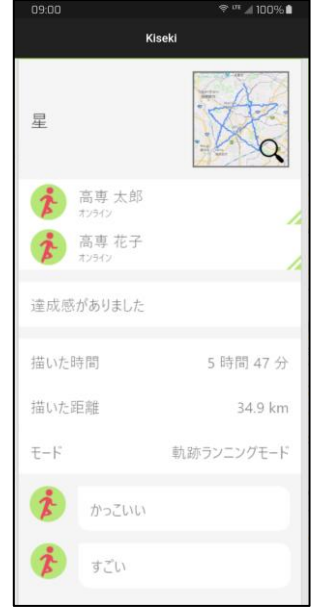 09:00
LTE 100%
Kiseki
星
高専 太郎
オンライン
高専 花子
オンライン
達成感がありました
描いた時間 5 時間 47 分
描いた距離 34.9 km
モード 軌跡ランニングモード
かっこいい
すごい